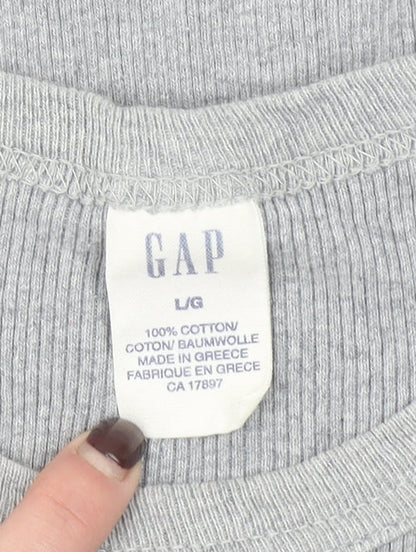 GAP
L/G
100% COTTON/
COTON/ BAUMWOLLE
MADE IN GREECE
FABRIQUE EN GRECE
CA 17897